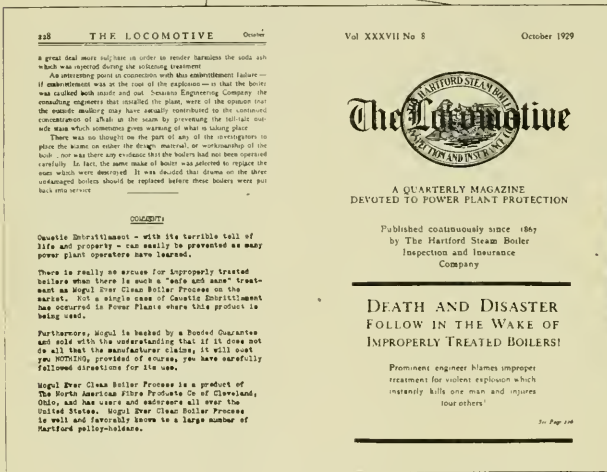 228 THE LOCOMOTIVE October
a great deal more sulphate in order to render harmless the soda ash
which was injected during the softening treatment
An interesting point in connection with this embrittlement failure —
if embrittlement was at the root of the explosion — is that the boiler
was caulked both inside and out. Sessions Engineering Company the
consulting engineers that installed the plant, were of the opinion that
the outside caulking may have actually contributed to the continued
concentration of alkali in the seam by preventing the tell-tale out-
side stain which sometimes gives warning of what is taking place
There was no thought on the part of any of the investigators to
place the blame on either the design, material, or workmanship of the
body, nor was there any evidence that the boilers had not been operated
carefully. In fact, the same make of boiler was selected to replace the
ones which were destroyed. It was decided that drums on the three
undamaged boilers should be replaced before these boilers were put
back into service
COMMENT:
Caustic Embrittlement - with its terrible toll of
life and property - can easily be prevented as many
power plant operators have learned.
There is really no excuse for improperly treated
boilers when there is such a "safe and sane" treat-
ment as Mogul Ever Clean Boiler Process on the
market. Not a single case of Caustic Embrittlement
has occurred in Power Plants where this product is
being used.
Furthermore, Mogul is backed by a Bonded Guarantee
and sold with the understanding that if it does not
do all that the manufacturer claims, it will cost
you NOTHING, provided of course, you have carefully
followed directions for its use.
Mogul Ever Clean Boiler Process is a product of
The North American Fibre Products Co of Cleveland,
Ohio, and has users and endorsers all over the
United States. Mogul Ever Clean Boiler Process
is well and favorably known to a large number of
Hartford policy-holders.
Vol XXXVII No 8 October 1929
THE HARTFORD STEAM BOILER
The Locomotive
INSPECTION AND INSURANCE CO
A QUARTERLY MAGAZINE
DEVOTED TO POWER PLANT PROTECTION
Published continuously since 1867
by The Hartford Steam Boiler
Inspection and Insurance
Company
DEATH AND DISASTER
FOLLOW IN THE WAKE OF
IMPROPERLY TREATED BOILERS!
Prominent engineer blames improper
treatment for violent explosion which
instantly kills one man and injures
four others!
See Page